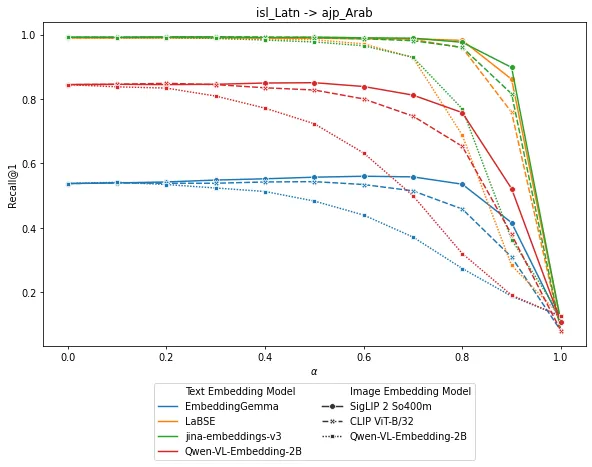 isl_Latn -> ajp_Arab
Recall@1
1.0
0.8
0.6
0.4
0.2
0.0 0.2 0.4 0.6 0.8 1.0
α
Text Embedding Model Image Embedding Model
EmbeddingGemma SigLIP 2 So400m
LaBSE CLIP ViT-B/32
jina-embeddings-v3 Qwen-VL-Embedding-2B
Qwen-VL-Embedding-2B